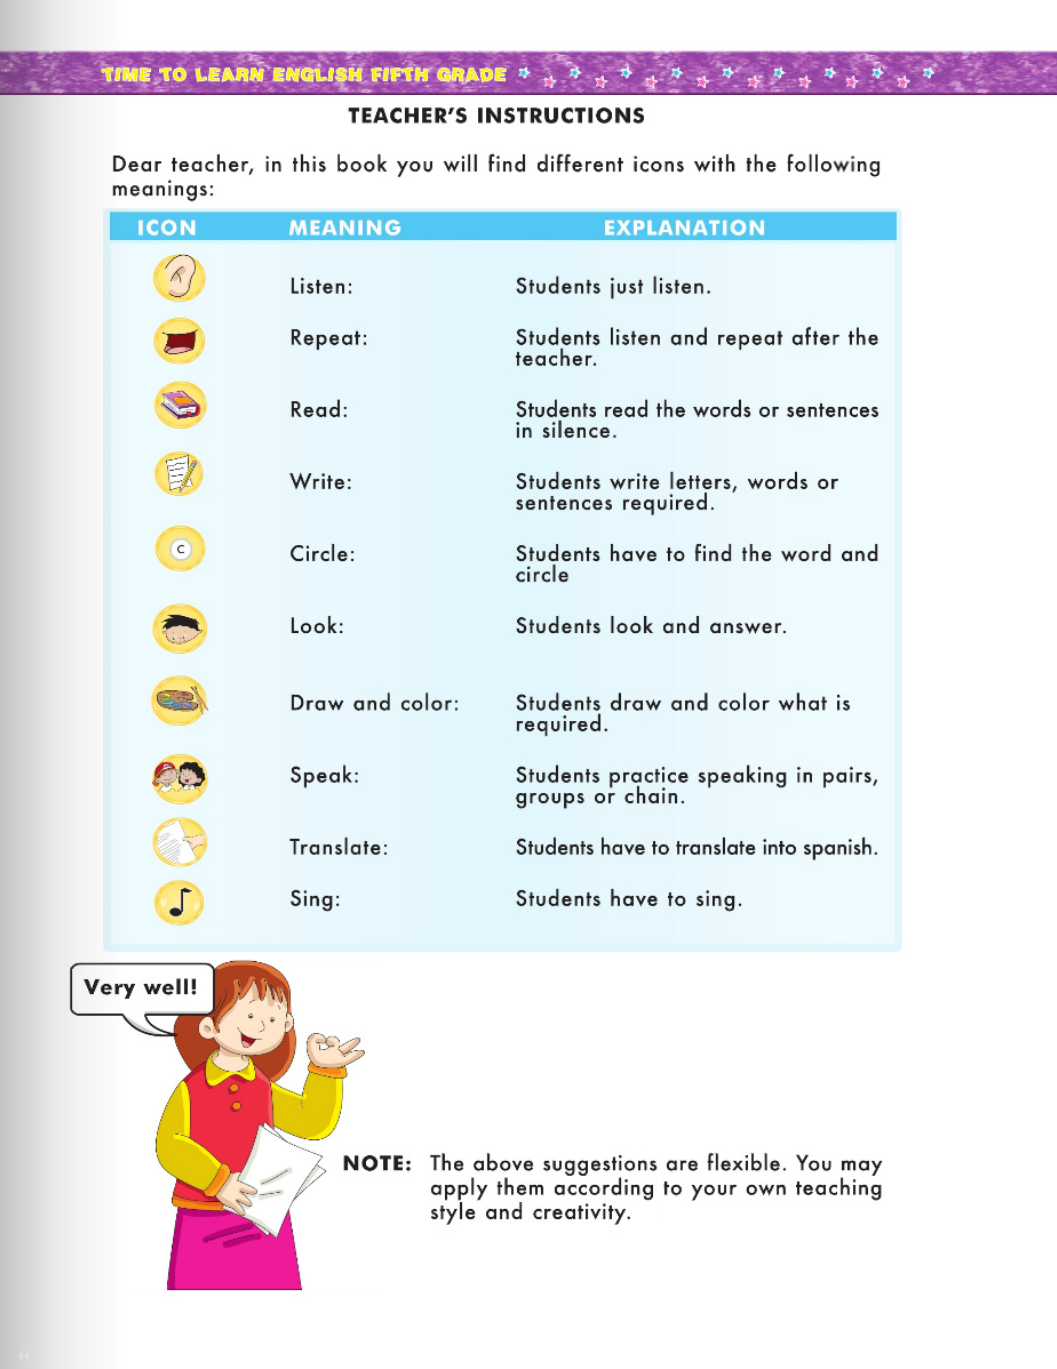 TIME TO LEARN ENGLISH FIFTH GRADE
TEACHER'S INSTRUCTIONS
Dear teacher, in this book you will find different icons with the following
meanings:
ICON MEANING EXPLANATION
Listen: Students just listen.
Repeat: Students listen and repeat after the
teacher.
Read: Students read the words or sentences
in silence.
Write: Students write letters, words or
sentences required.
C
Circle: Students have to find the word and
circle
Look: Students look and answer.
Draw and color: Students draw and color what is
required.
Speak: Students practice speaking in pairs,
groups or chain.
Translate: Students have to translate into spanish.
Sing: Students have to sing.
Very well!
NOTE: The above suggestions are flexible. You may
apply them according to your own teaching
style and creativity.
44